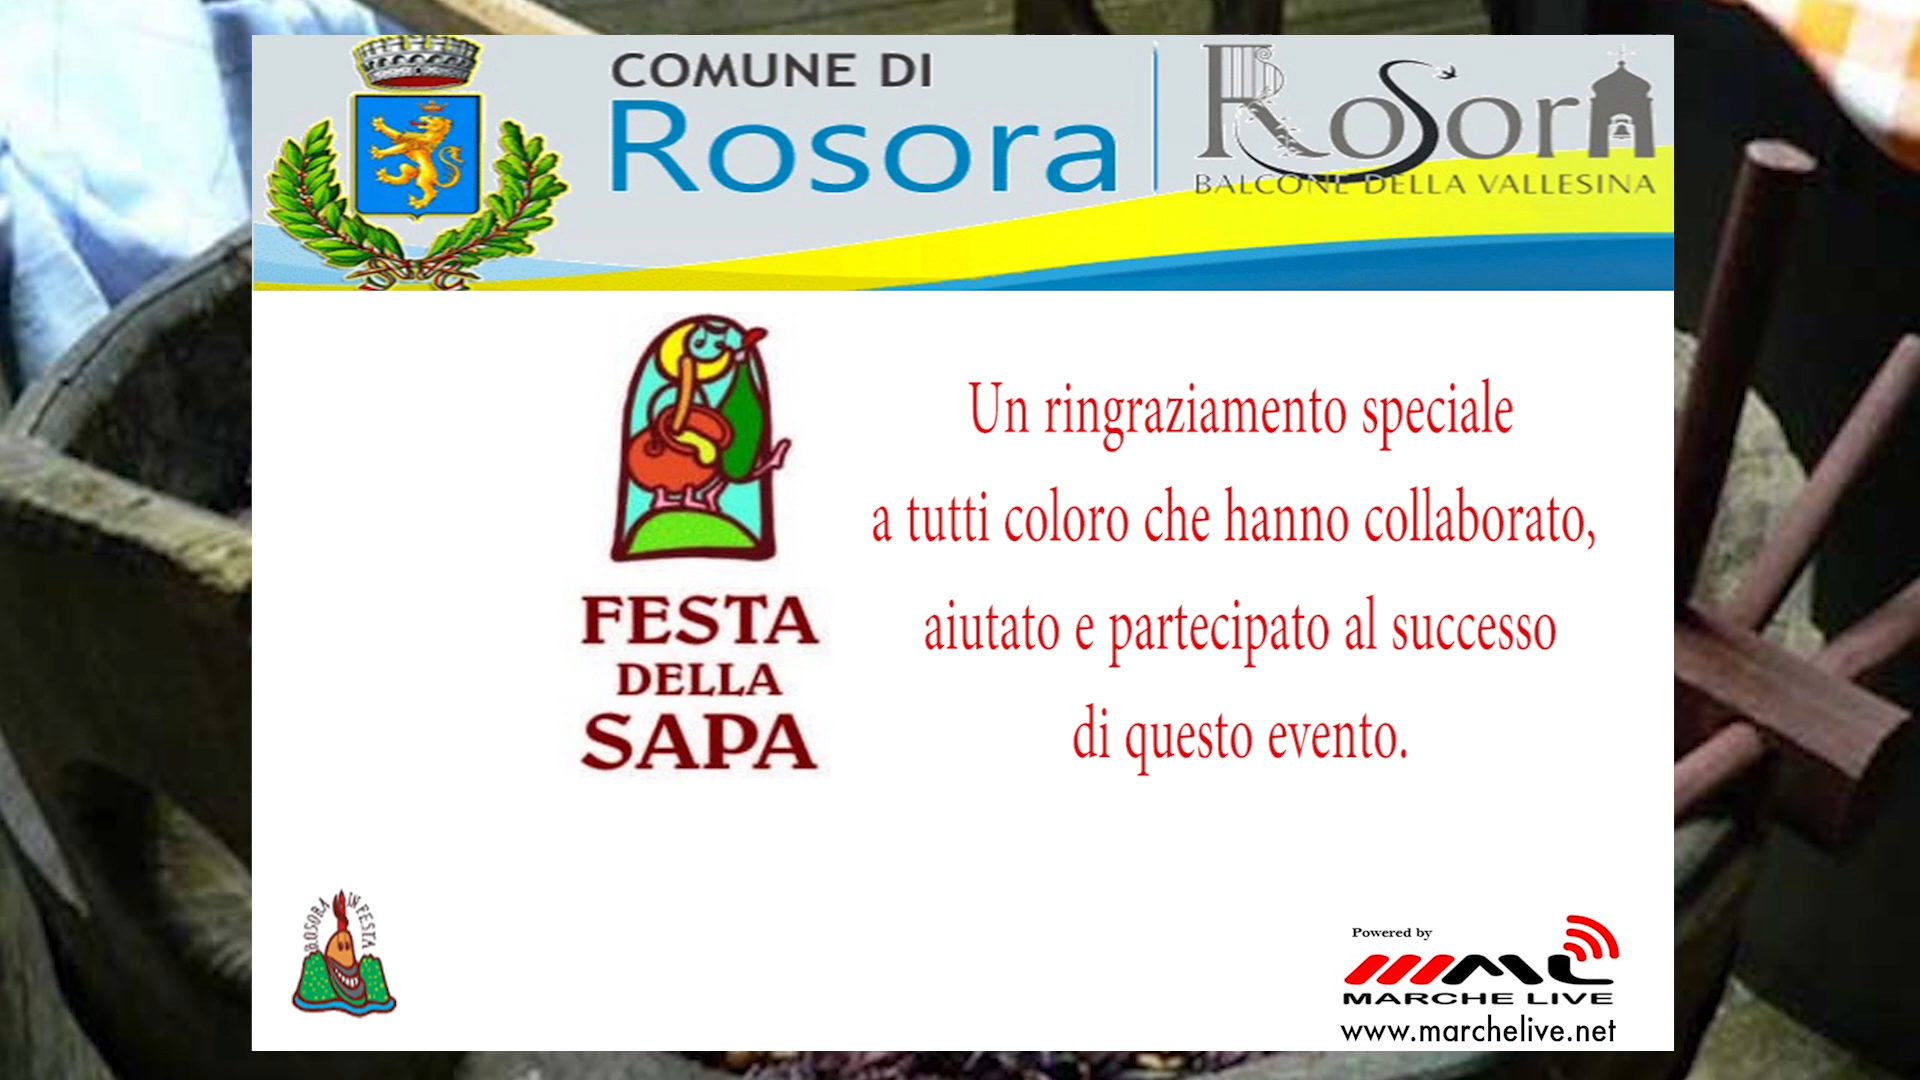 COMUNE DI
Rosora
RoSora
BALCONE DELLA VALLESINA
Un ringraziamento speciale
a tutti coloro che hanno collaborato,
aiutato e partecipato al successo
di questo evento.
FESTA
DELLA
SAPA
ROSORA IN FESTA
Powered by
MARCHE LIVE
www.marchelive.net